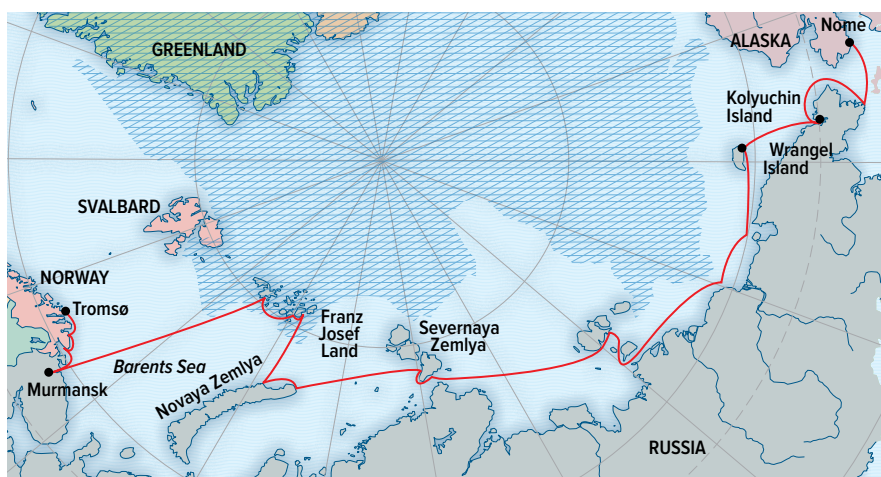 Nome
GREENLAND
ALASKA
Kolyuchin
Island
Wrangel
Island
SVALBARD
NORWAY
Tromsø
Franz
Josef
Land
Severnaya
Zemlya
Barents Sea
Novaya Zemlya
Murmansk
RUSSIA